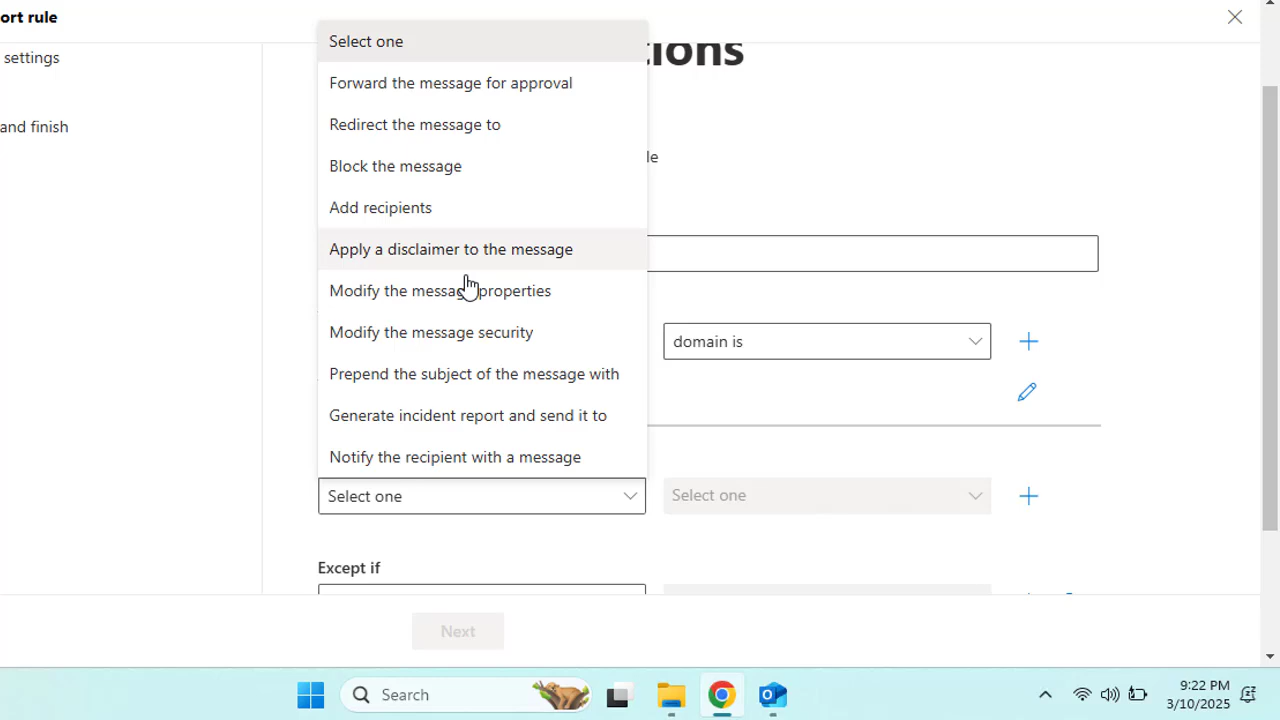 ort rule
settings
and finish
tions
le
Select one
Forward the message for approval
Redirect the message to
Block the message
Add recipients
Apply a disclaimer to the message
Modify the message properties
Modify the message security
Prepend the subject of the message with
Generate incident report and send it to
Notify the recipient with a message
domain is
Select one
Select one
Except if
Next
Search
9:22 PM
3/10/2025